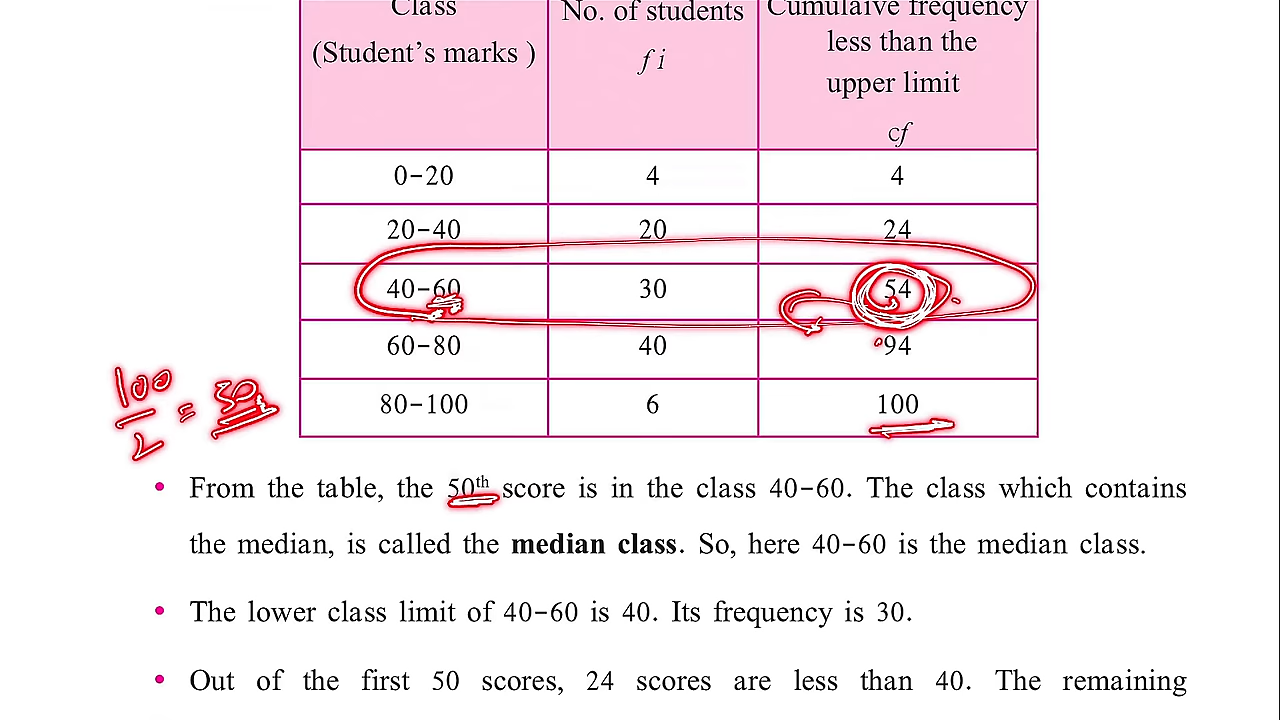 Class No. of students Cumulaive frequency
(Student's marks ) f i less than the
upper limit
cf
0-20 4 4
20-40 20 24
40-60 30 54
60-80 40 94
80-100 6 100
100/2 = 50
• From the table, the 50th score is in the class 40-60. The class which contains
the median, is called the median class. So, here 40-60 is the median class.
• The lower class limit of 40-60 is 40. Its frequency is 30.
• Out of the first 50 scores, 24 scores are less than 40. The remaining